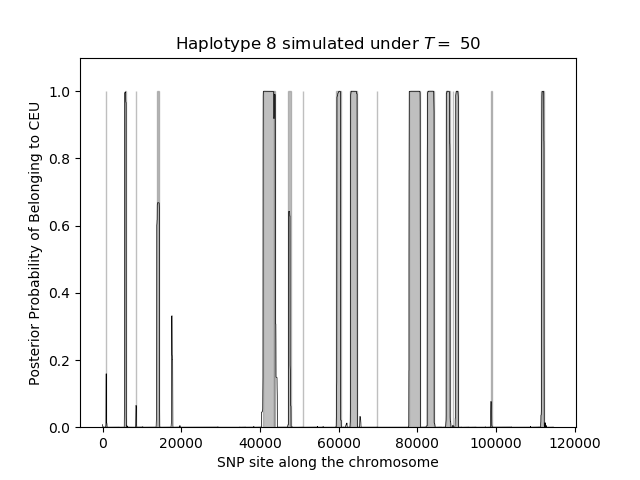 Haplotype 8 simulated under T = 50
Posterior Probability of Belonging to CEU
1.0
0.8
0.6
0.4
0.2
0.0
0 20000 40000 60000 80000 100000 120000
SNP site along the chromosome